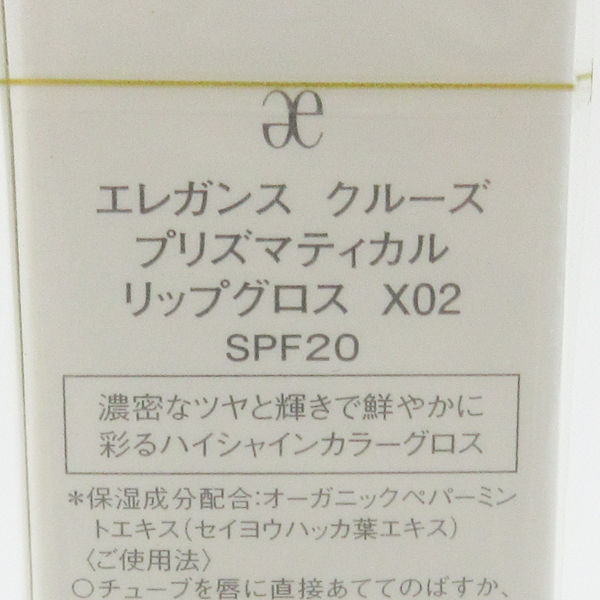 æ
エレガンス クルーズ
プリズマティカル
リップグロス X02
SPF20
濃密なツヤと輝きで鮮やかに
彩るハイシャインカラーグロス
*保湿成分配合:オーガニックペパーミン
トエキス(セイヨウハッカ葉エキス)
〈ご使用法〉
○チューブを唇に直接あててのばすか、